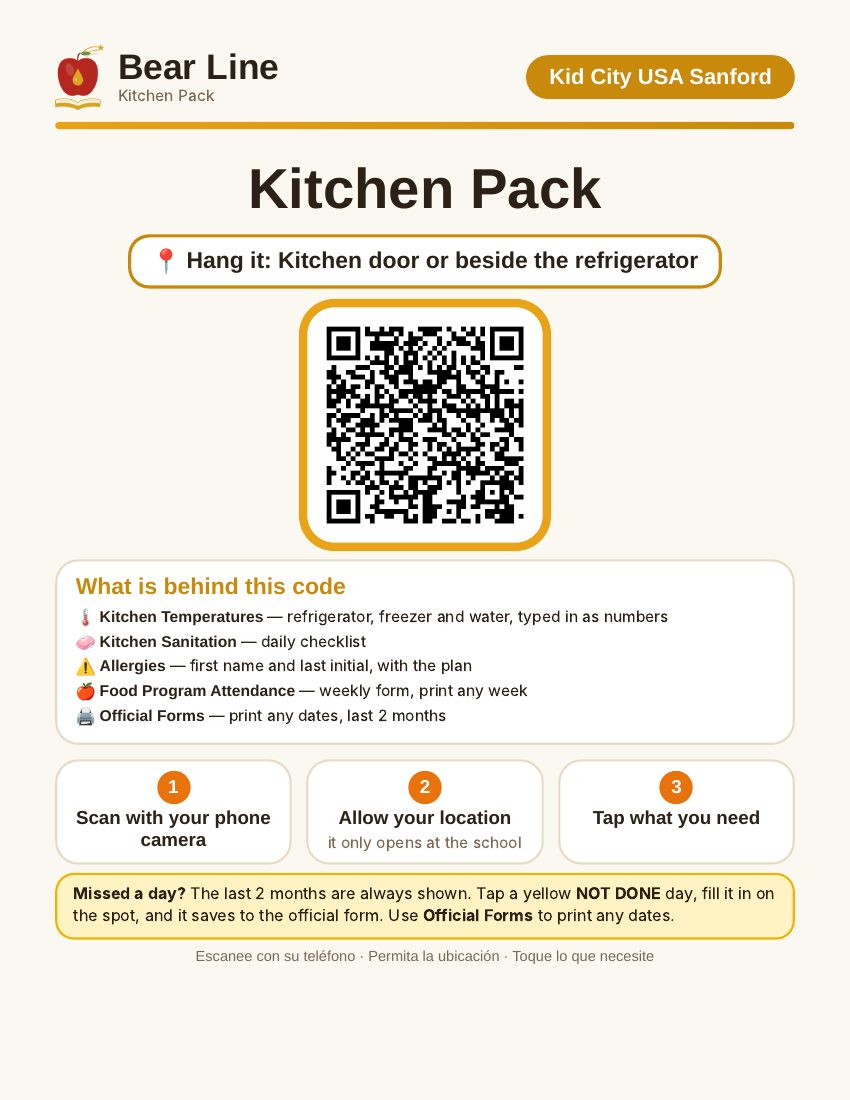 Bear Line
Kitchen Pack
Kid City USA Sanford
Kitchen Pack
📍 Hang it: Kitchen door or beside the refrigerator
What is behind this code
🌡️ Kitchen Temperatures — refrigerator, freezer and water, typed in as numbers
🧼 Kitchen Sanitation — daily checklist
⚠️ Allergies — first name and last initial, with the plan
🍎 Food Program Attendance — weekly form, print any week
🖨️ Official Forms — print any dates, last 2 months
1
Scan with your phone
camera
2
Allow your location
it only opens at the school
3
Tap what you need
Missed a day? The last 2 months are always shown. Tap a yellow NOT DONE day, fill it in on
the spot, and it saves to the official form. Use Official Forms to print any dates.
Escanee con su teléfono · Permita la ubicación · Toque lo que necesite